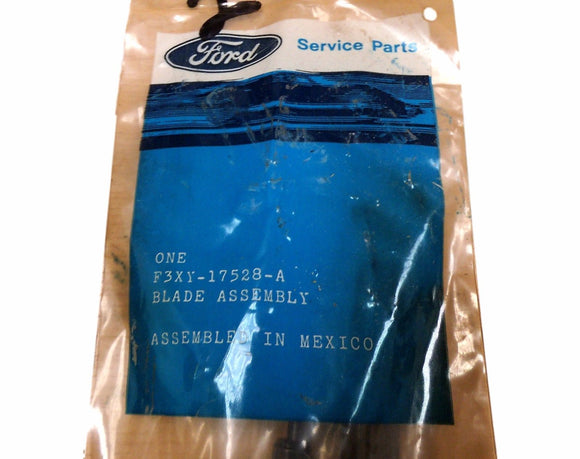 Ford Service Parts
ONE
F3XY-17528-A
BLADE ASSEMBLY
ASSEMBLED IN MEXICO